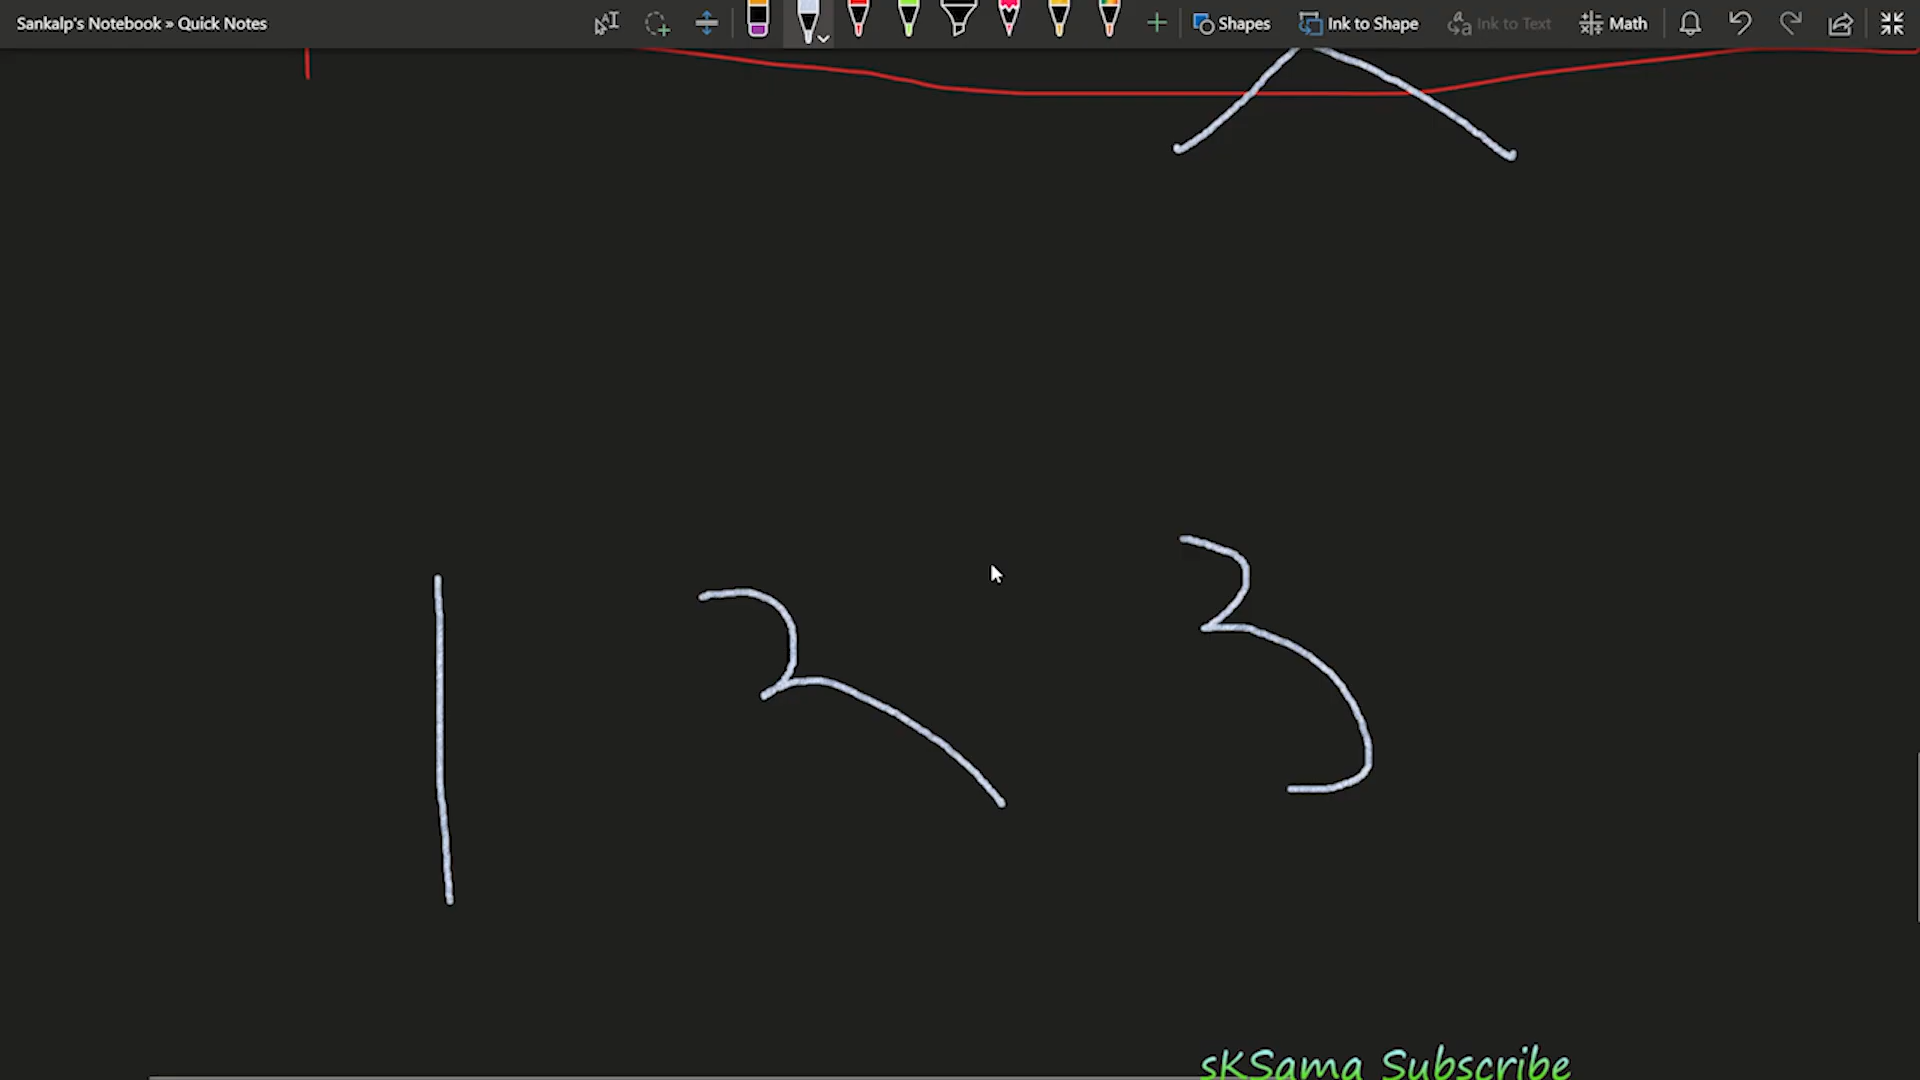 Sankalp's Notebook » Quick Notes
Shapes
Ink to Shape
Ink to Text
Math
1 2 3
sKSama Subscribe